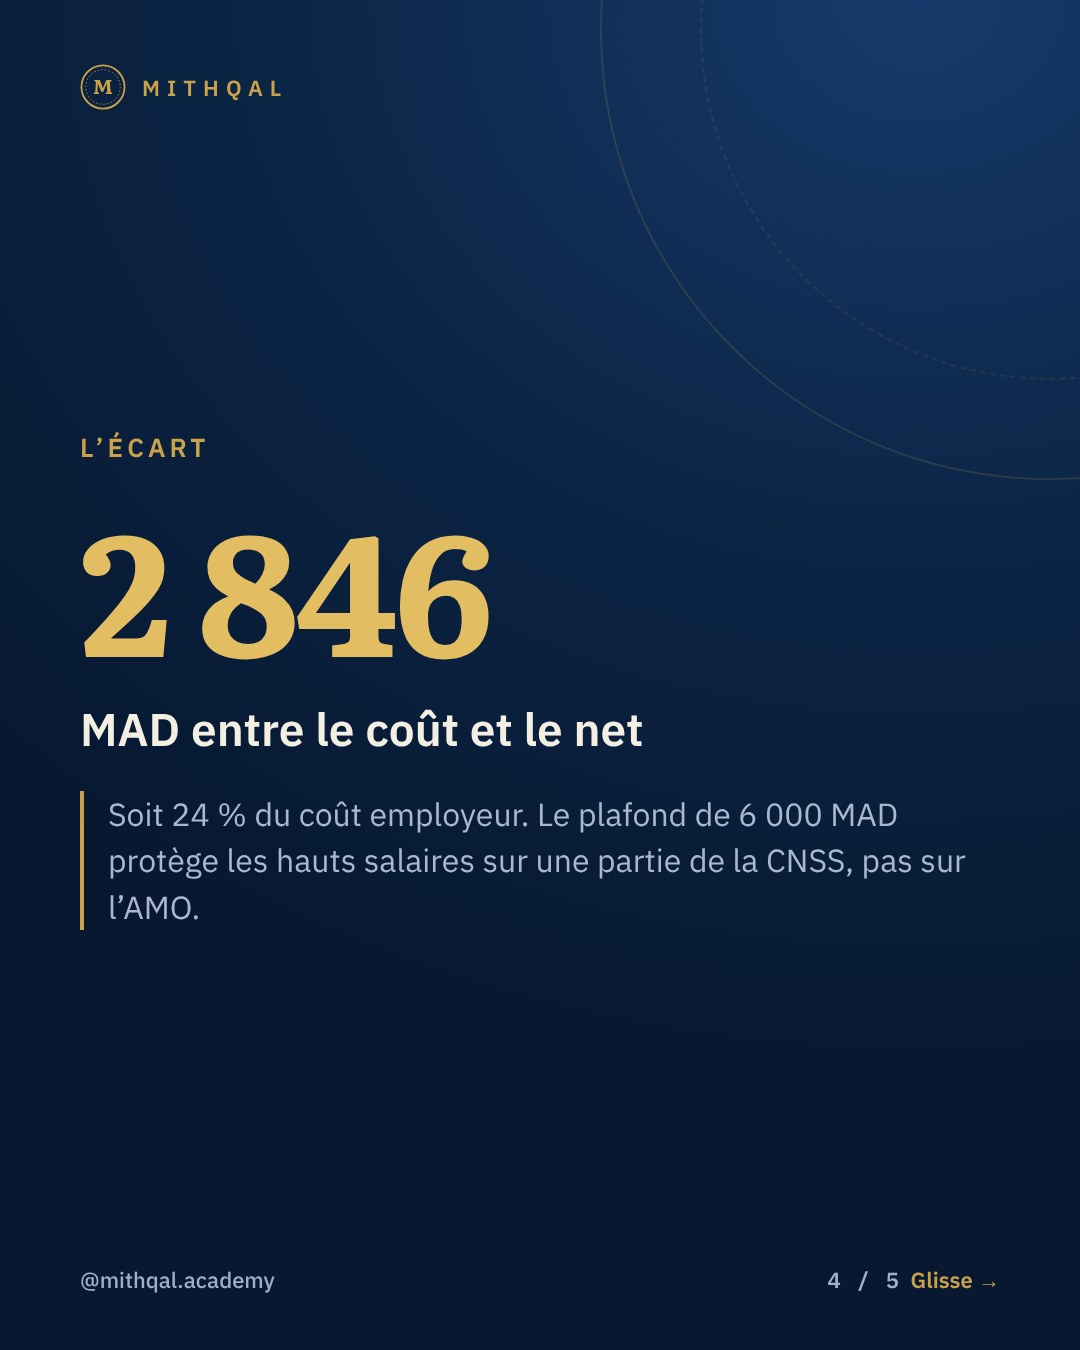 M MITHQAL
L’ÉCART
2 846
MAD entre le coût et le net
Soit 24 % du coût employeur. Le plafond de 6 000 MAD
protège les hauts salaires sur une partie de la CNSS, pas sur
l’AMO.
@mithqal.academy
4 / 5 Glisse →